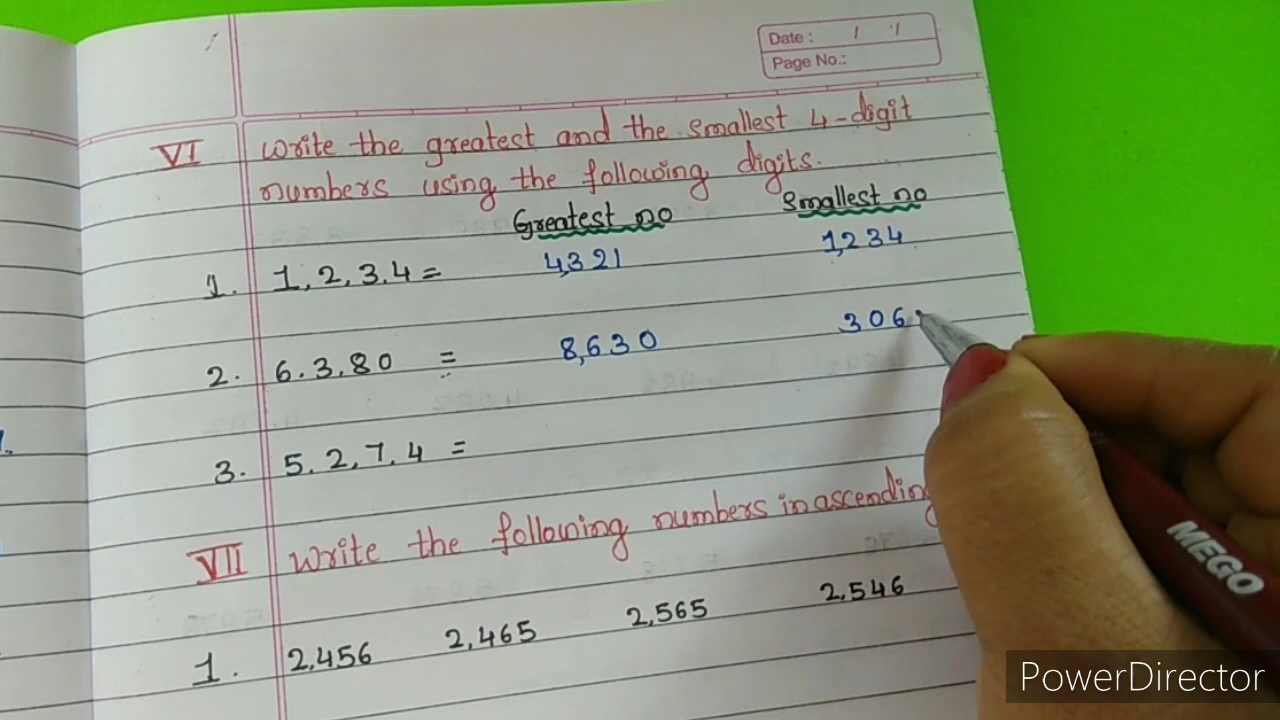 Date : / /
Page No.:
VI Write the greatest and the smallest 4-digit
numbers using the following digits.
Greatest no Smallest no
1. 1,2,3,4 = 4,321 1,234
2. 6.3.80 = 8,630 306
3. 5.2,7.4 =
VII Write the following numbers in ascending
1. 2,456 2,465 2,565 2,546
MEGO
PowerDirector